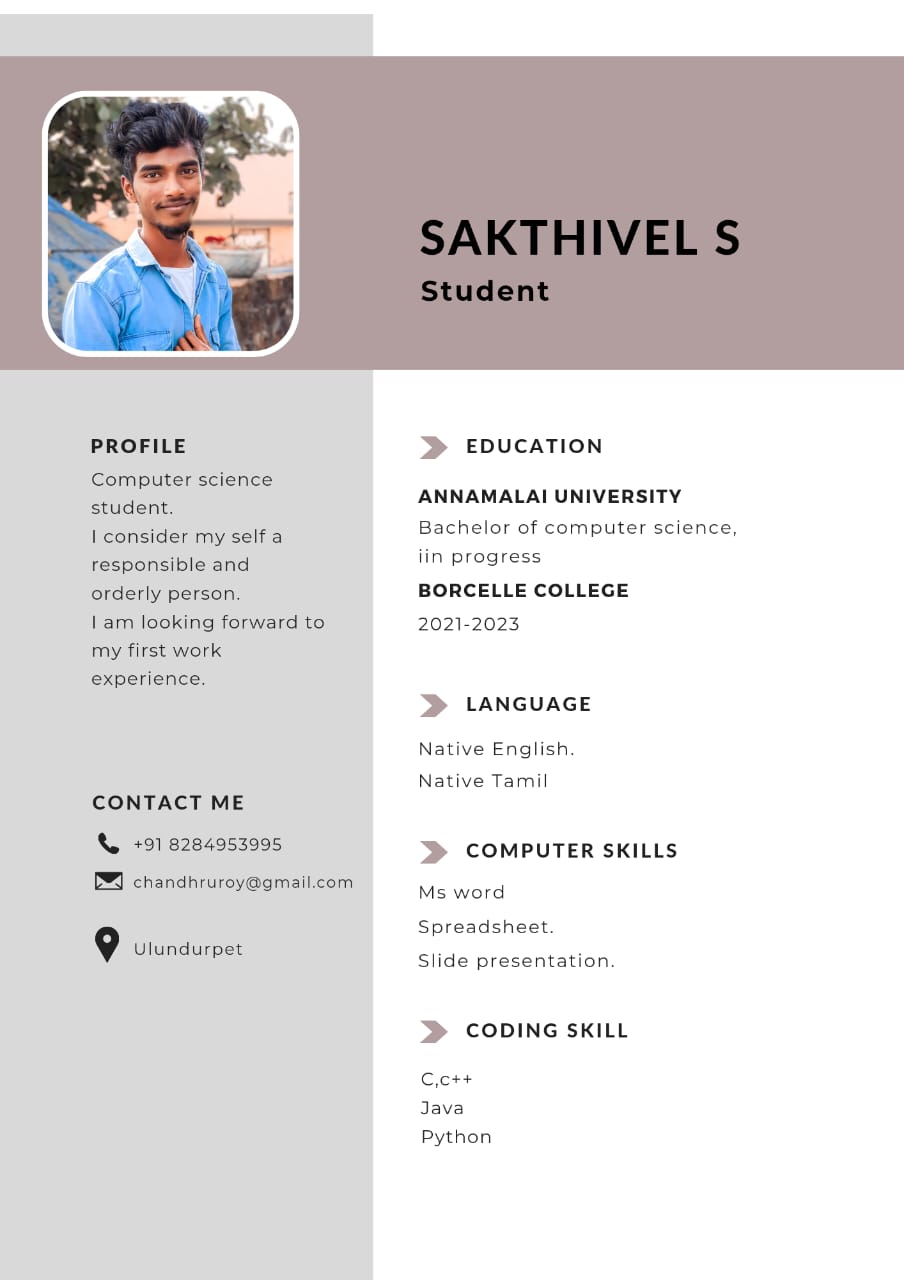 SAKTHIVEL S
Student
PROFILE
Computer science
student.
I consider my self a
responsible and
orderly person.
I am looking forward to
my first work
experience.
CONTACT ME
+91 8284953995
chandhruroy@gmail.com
Ulundurpet
EDUCATION
ANNAMALAI UNIVERSITY
Bachelor of computer science,
iin progress
BORCELLE COLLEGE
2021-2023
LANGUAGE
Native English.
Native Tamil
COMPUTER SKILLS
Ms word
Spreadsheet.
Slide presentation.
CODING SKILL
C,c++
Java
Python